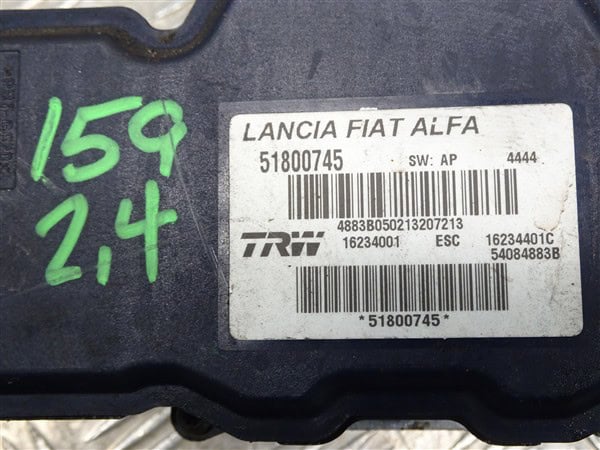 159
2,4
LANCIA FIAT ALFA
51800745 SW: AP 4444
4883B050213207213
TRW 16234001 ESC 16234401C
54084883B
*51800745*